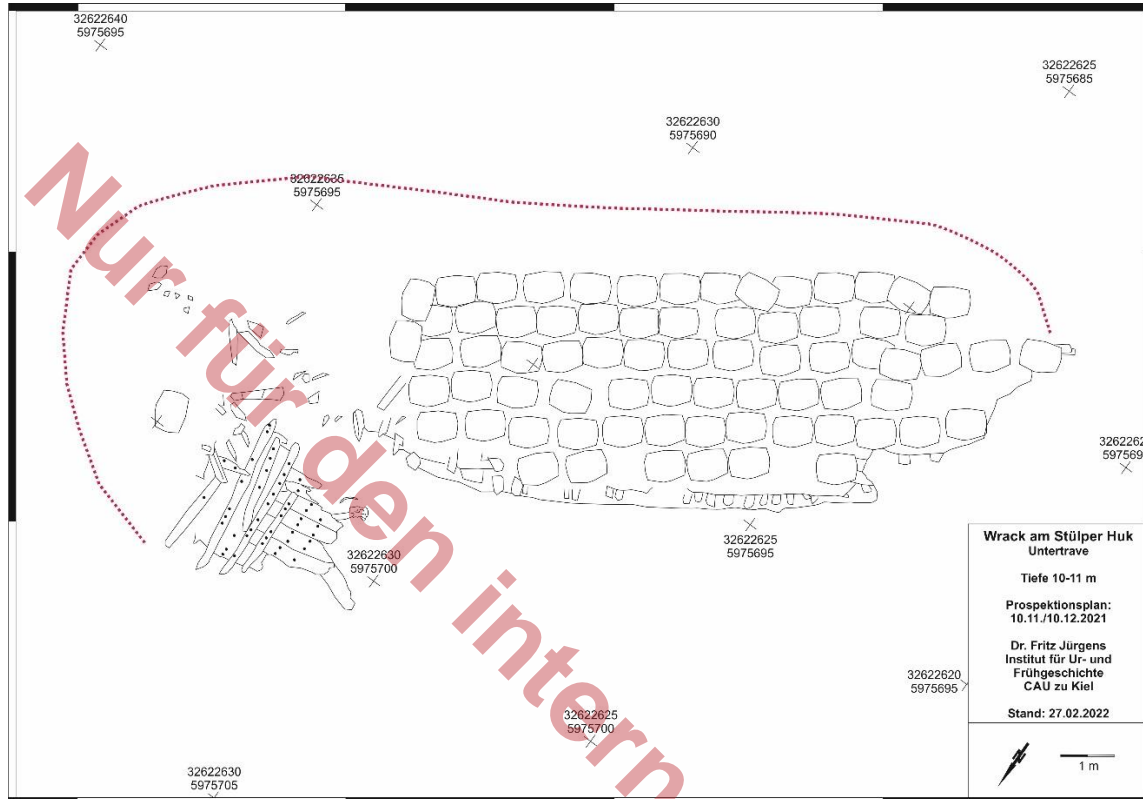 32622640
5975695
32622625
5975685
32622630
5975690
32622635
5975695
32622630
5975700
32622625
5975695
3262262
597569
32622620
5975695
32622625
5975700
32622630
5975705
Nur für den intern
Wrack am Stülper Huk
Untertrave
Tiefe 10-11 m
Prospektionsplan:
10.11./10.12.2021
Dr. Fritz Jürgens
Institut für Ur- und
Frühgeschichte
CAU zu Kiel
Stand: 27.02.2022
1 m